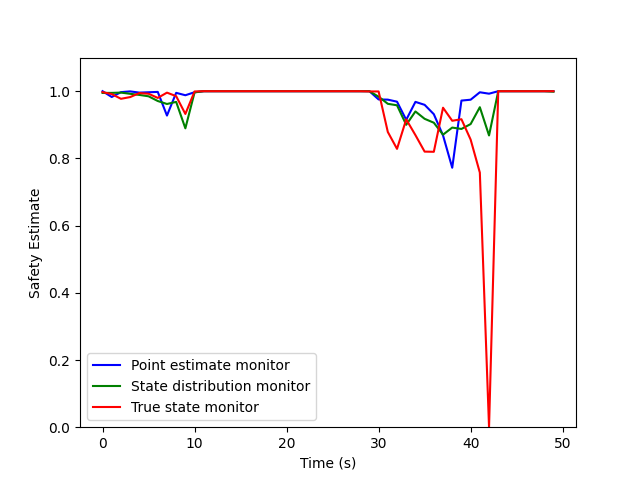 1.0
0.8
0.6
0.4
0.2
0.0
Safety Estimate
Point estimate monitor
State distribution monitor
True state monitor
0 10 20 30 40 50
Time (s)